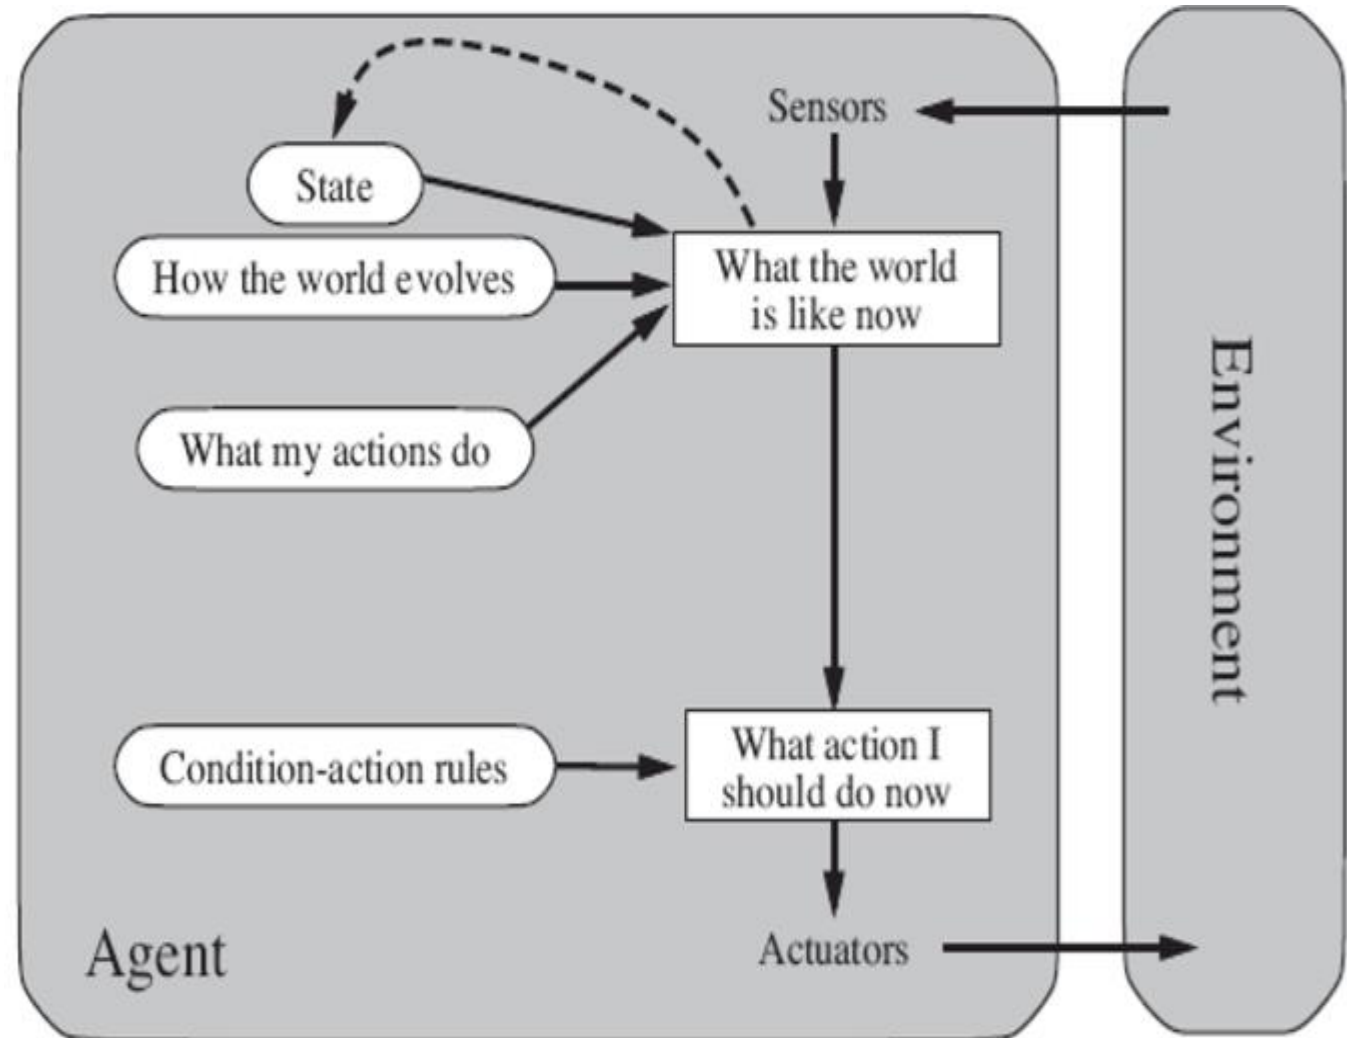 Sensors
State
What the world
is like now
How the world evolves
What my actions do
Environment
Condition-action rules
What action I
should do now
Agent
Actuators